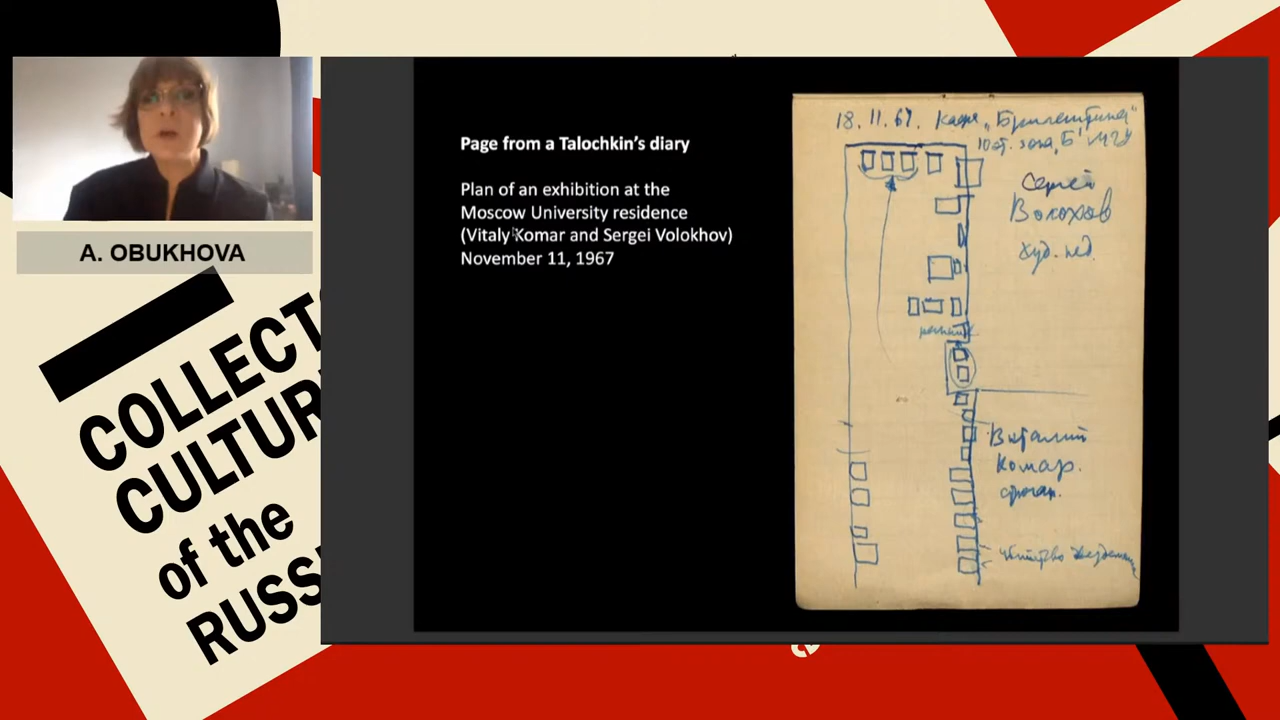 A. OBUKHOVA
COLLECT
CULTUR
of the
RUSS
Page from a Talochkin’s diary
Plan of an exhibition at the
Moscow University residence
(Vitaly Komar and Sergei Volokhov)
November 11, 1967
18. 11. 67. Кафе „Бригантина"
Сергей
Волохов
худ. пед.
Виталий
Комар.
строган.
убийство